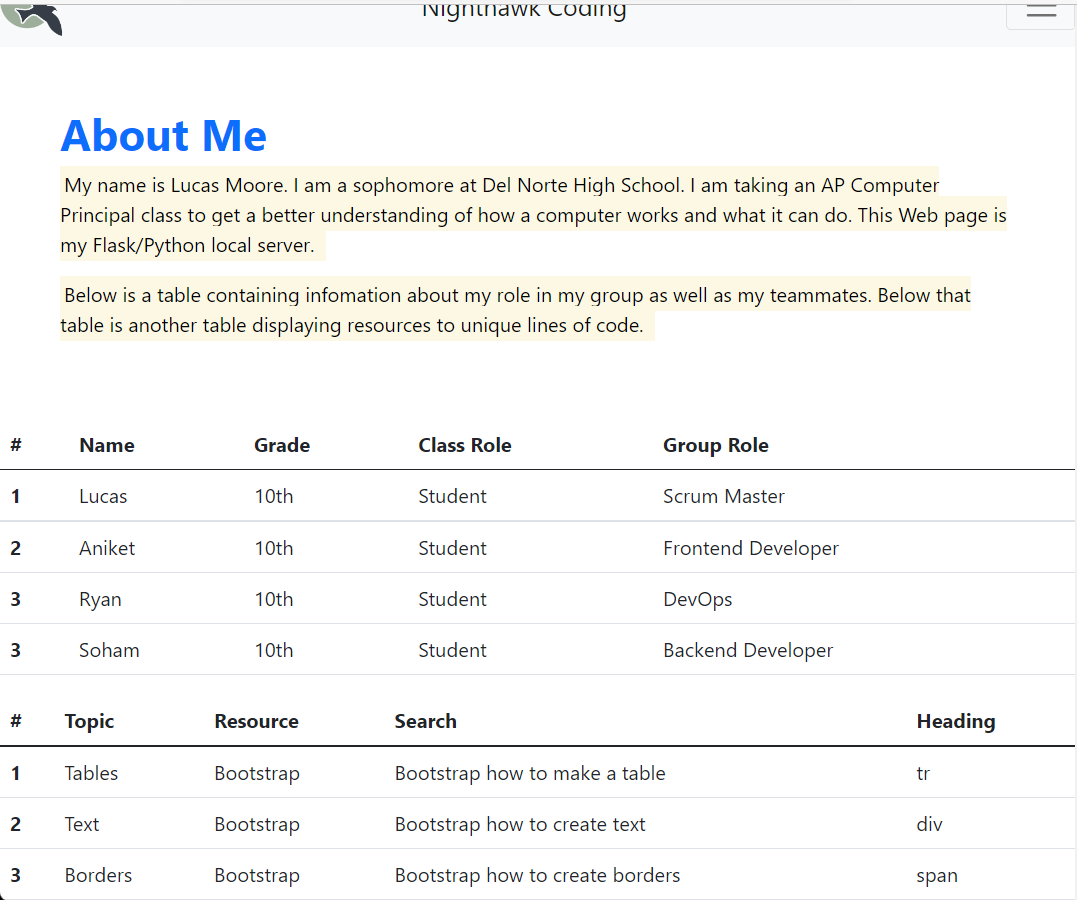 Nighthawk Coding
About Me
My name is Lucas Moore. I am a sophomore at Del Norte High School. I am taking an AP Computer
Principal class to get a better understanding of how a computer works and what it can do. This Web page is
my Flask/Python local server.
Below is a table containing infomation about my role in my group as well as my teammates. Below that
table is another table displaying resources to unique lines of code.
# Name Grade Class Role Group Role
1 Lucas 10th Student Scrum Master
2 Aniket 10th Student Frontend Developer
3 Ryan 10th Student DevOps
3 Soham 10th Student Backend Developer
# Topic Resource Search Heading
1 Tables Bootstrap Bootstrap how to make a table tr
2 Text Bootstrap Bootstrap how to create text div
3 Borders Bootstrap Bootstrap how to create borders span